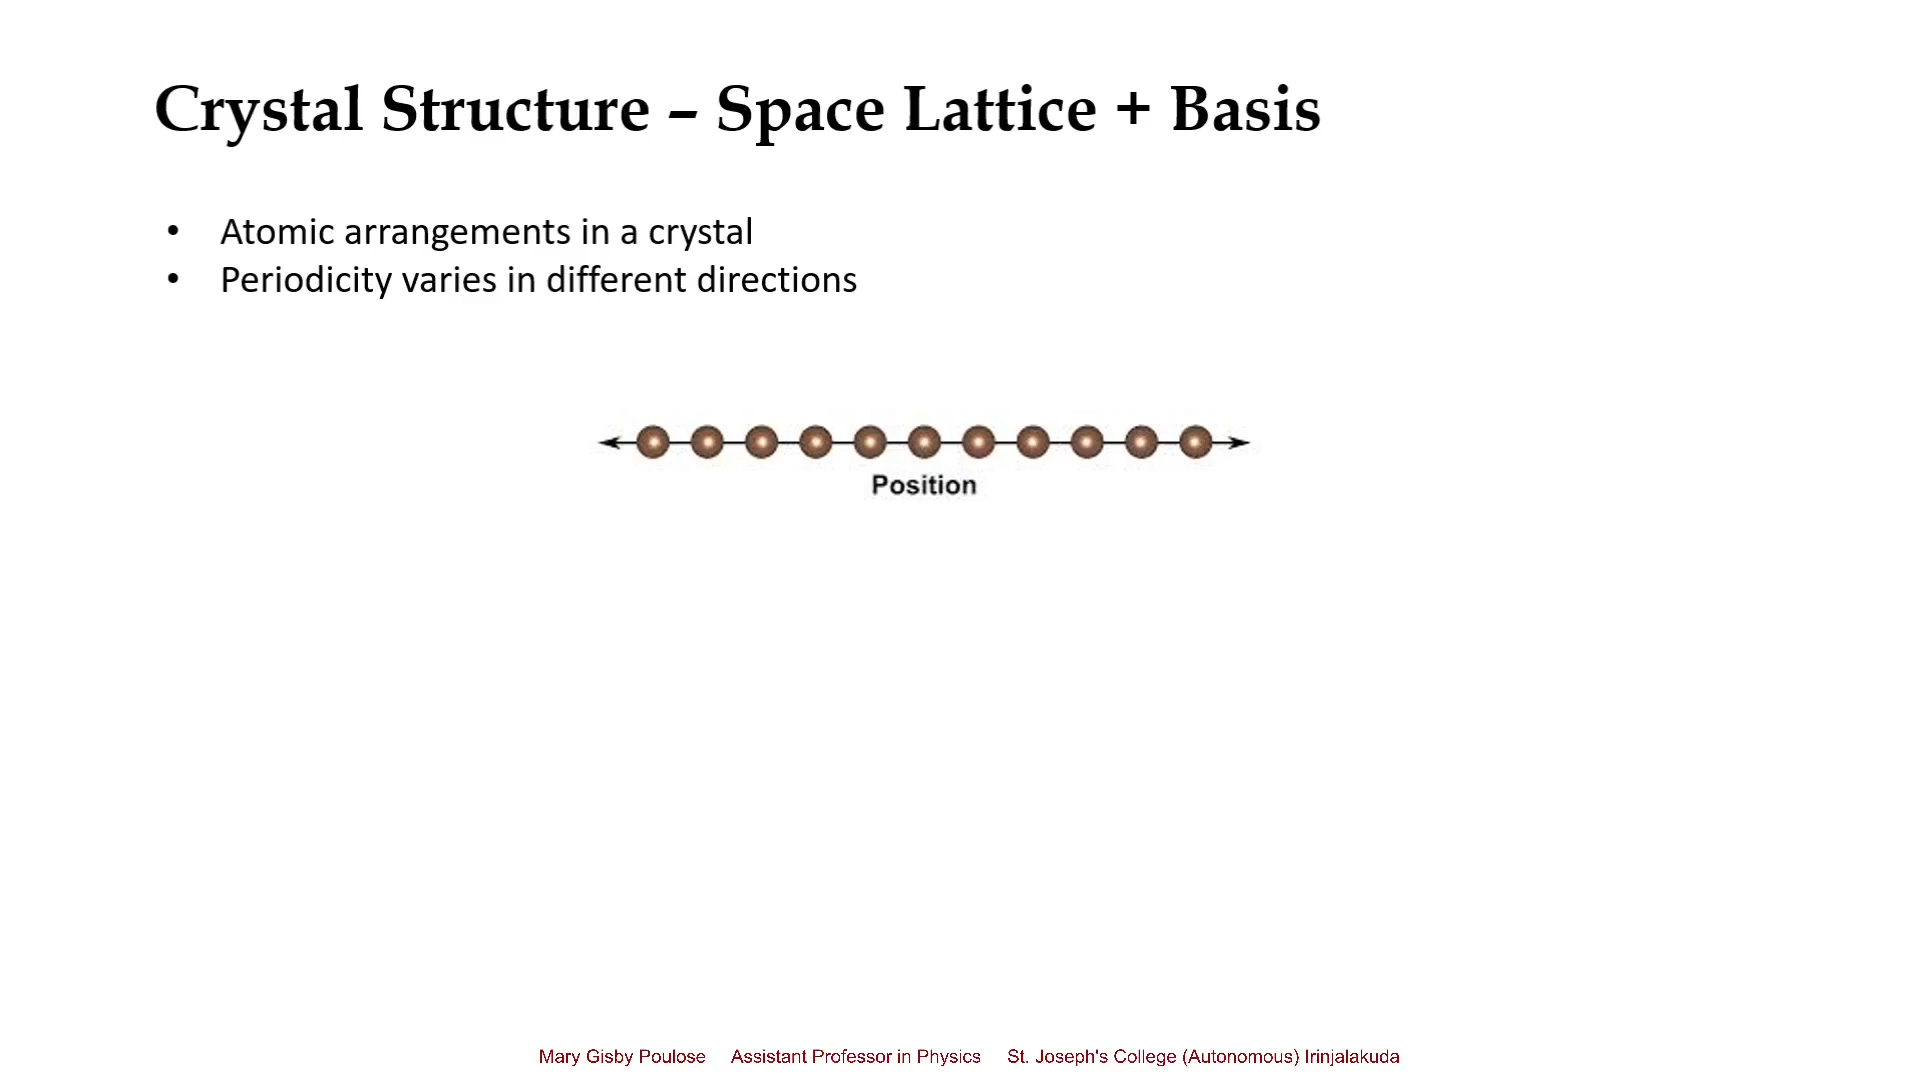 Crystal Structure – Space Lattice + Basis
• Atomic arrangements in a crystal
• Periodicity varies in different directions
Position
Mary Gisby Poulose Assistant Professor in Physics St. Joseph's College (Autonomous) Irinjalakuda